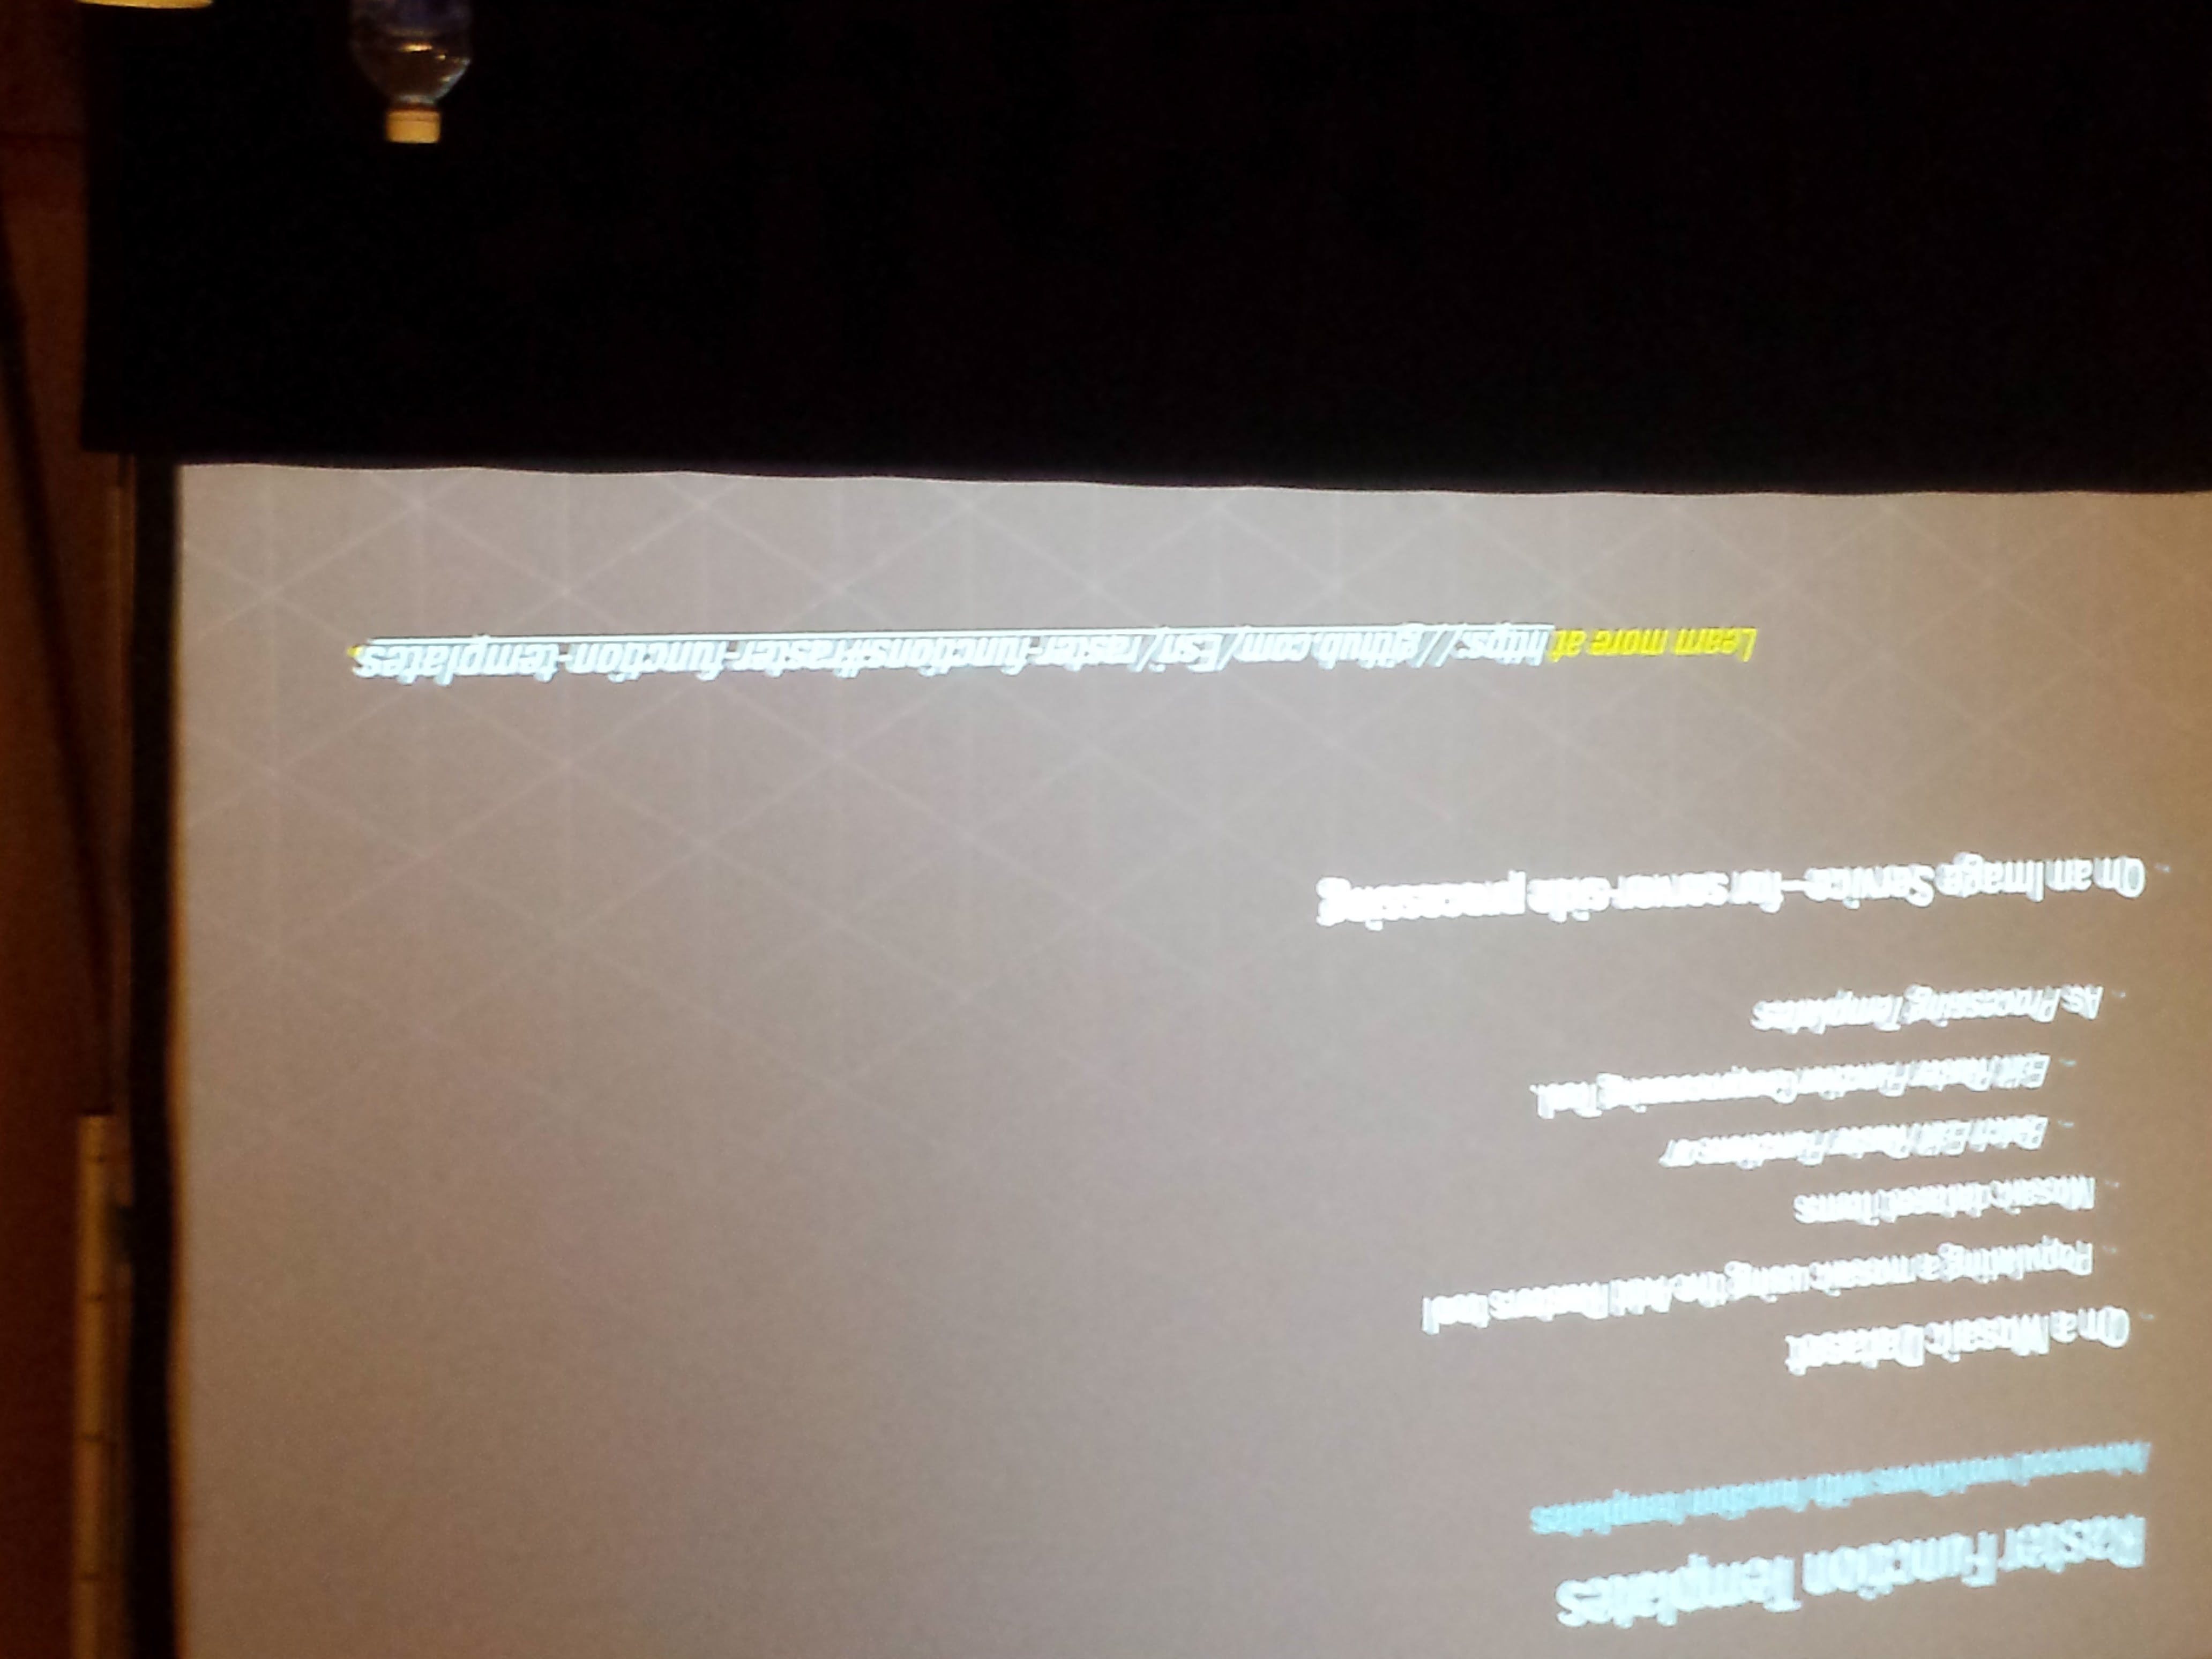 Raster Function Templates
Advanced workflows with function templates
- On a Mosaic Dataset
- Populating a mosaic using the Add Rasters tool
- Mosaic dataset items
- Batch Edit Raster Functions or
- Edit Raster Function Geoprocessing Tool.
- As Processing Templates
- On an Image Service – for server-side processing
Learn more at https://github.com/Esri/raster-functions#raster-function-templates.